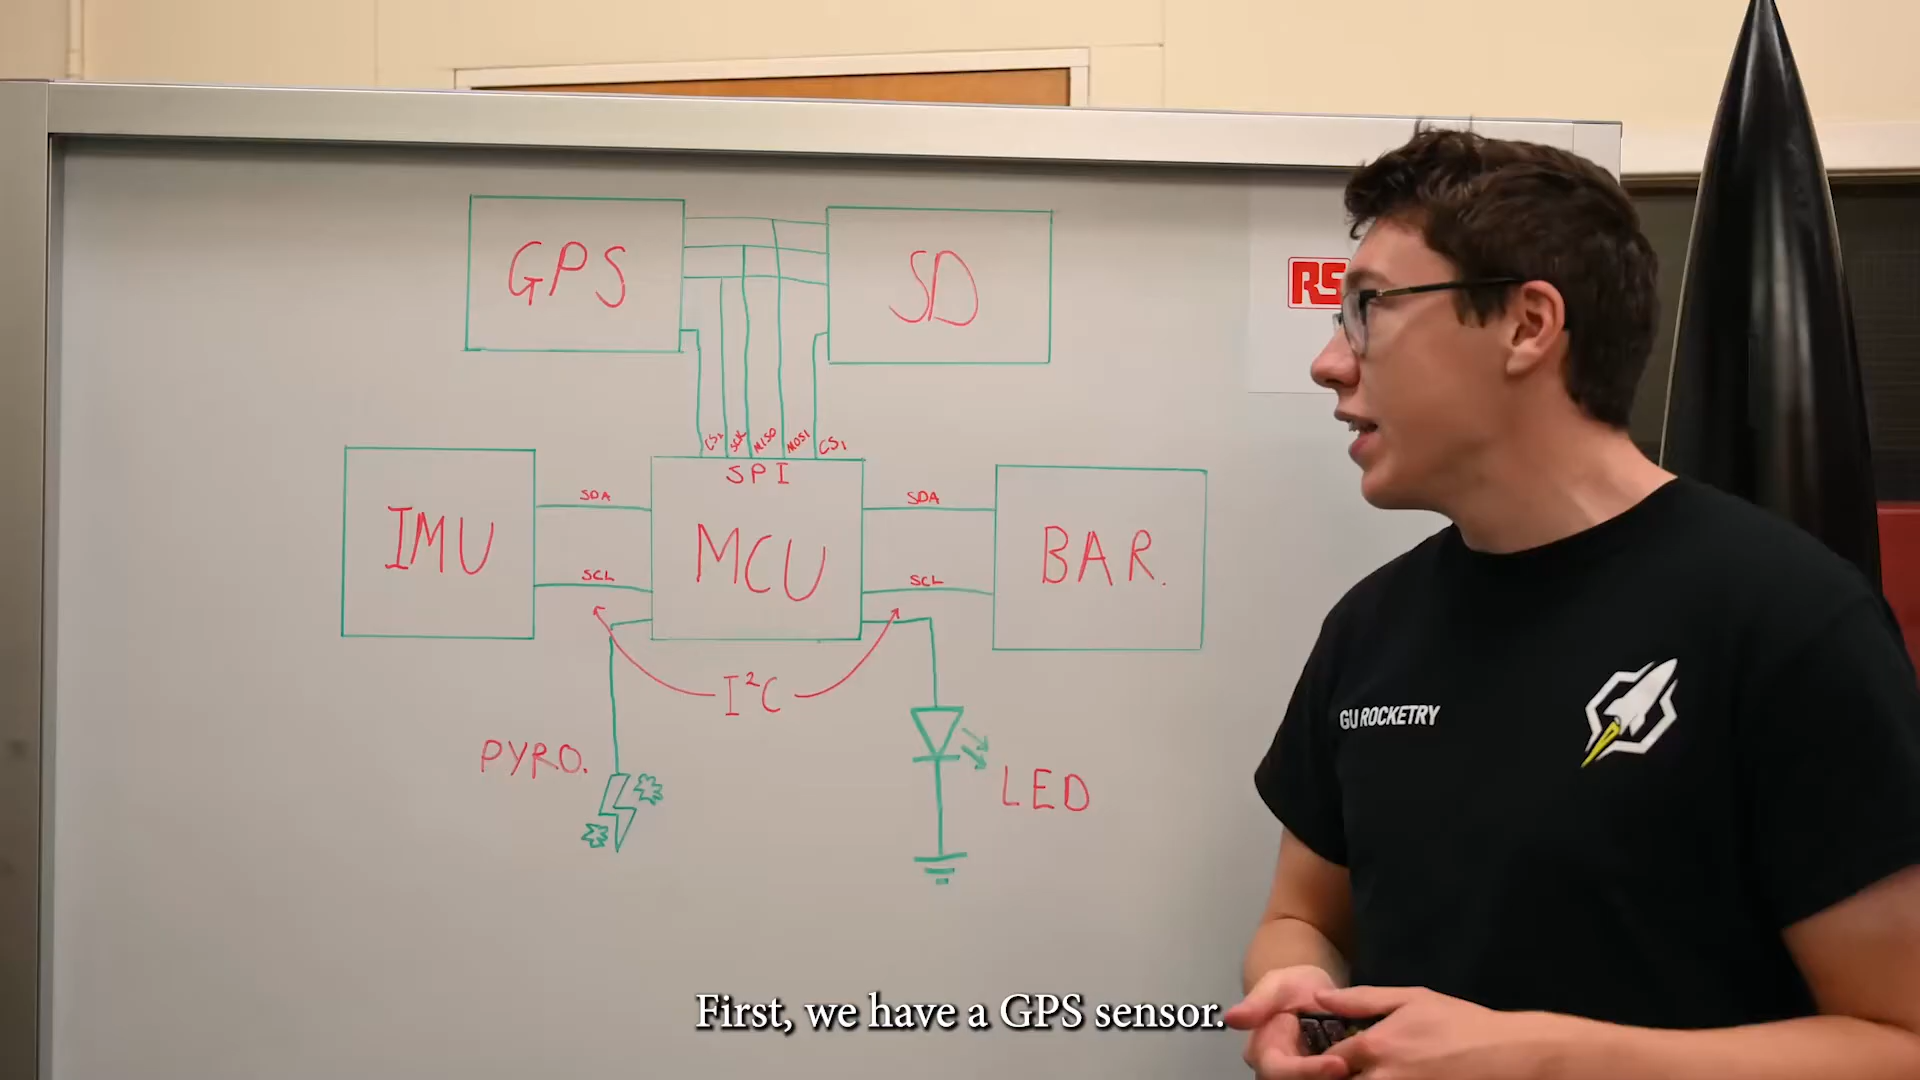 GPS
SD
RS
CS2 SCK MISO MOSI CS1
SPI
SDA
SDA
IMU
MCU
BAR.
SCL
SCL
I²C
PYRO.
LED
GU ROCKETRY
First, we have a GPS sensor.